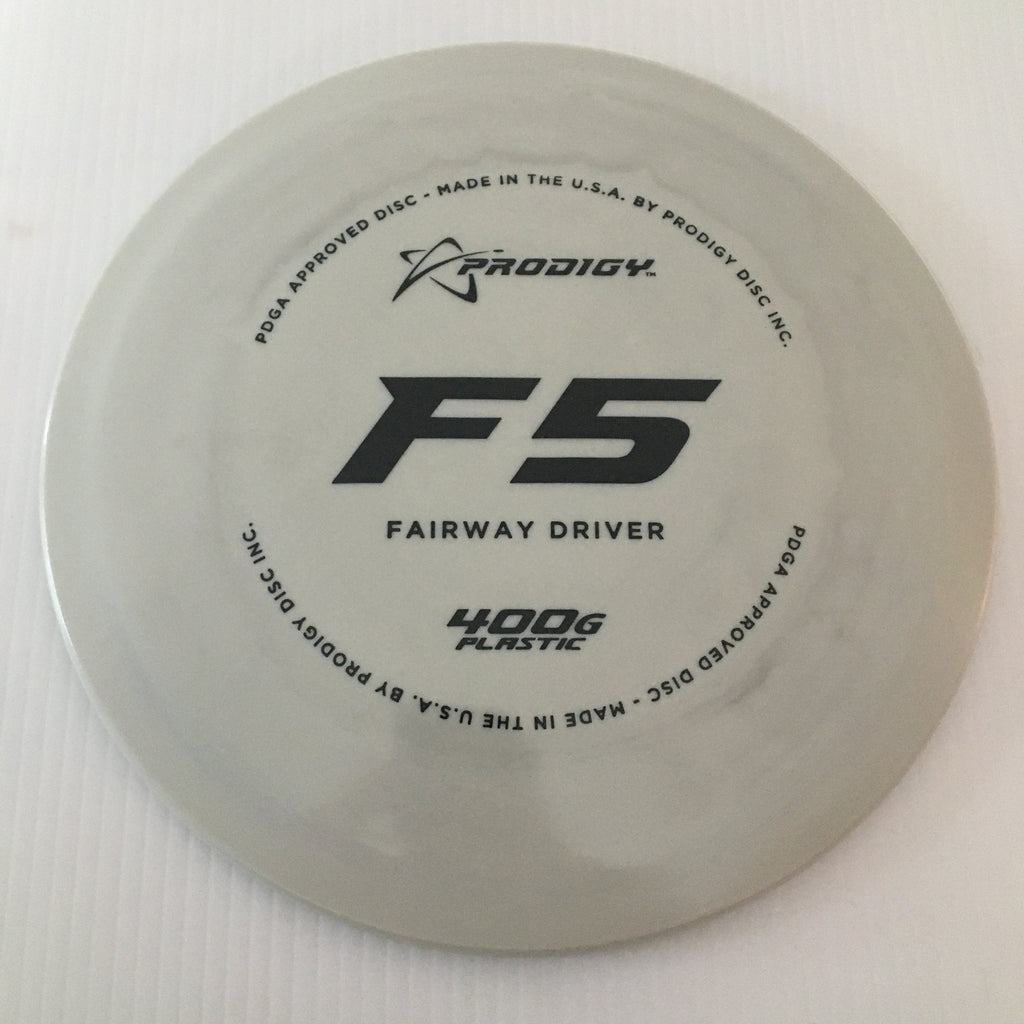 PDGA APPROVED DISC - MADE IN THE U.S.A. BY PRODIGY DISC INC.
PRODIGY™
F5
FAIRWAY DRIVER
400G
PLASTIC
PDGA APPROVED DISC - MADE IN THE U.S.A. BY PRODIGY DISC INC.